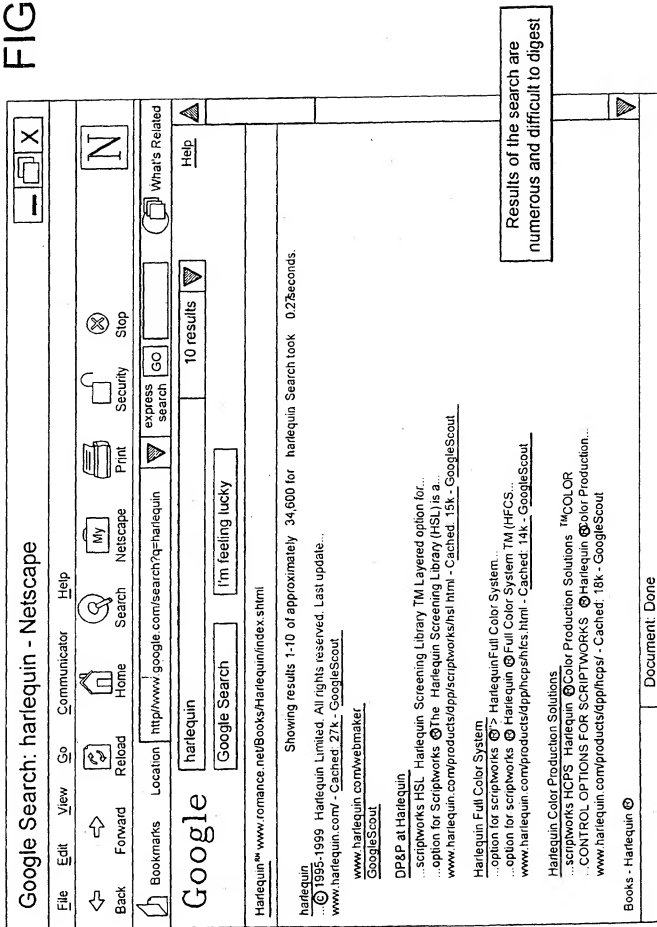 FIG
Google Search: harlequin - Netscape
File Edit View Go Communicator Help
Back Forward Reload Home Search My Netscape Print Security Stop N
Bookmarks Location http//www.google.com/search?q=harlequin express search GO What's Related
Google harlequin 10 results Help
Google Search I'm feeling lucky
Harlequin™ www.romance.net/Books/Harlequin/index.shtml
Showing results 1-10 of approximately 34,600 for harlequin Search took 0.27seconds.
harlequin
...© 1995-1999 Harlequin Limited. All rights reserved. Last update...
www.harlequin.com/ - Cached: 27k - GoogleScout
www.harlequin.com/webmaker
GoogleScout
DP&P at Harlequin
...scriptworks HSL Harlequin Screening Library TM Layered option for...
...option for Scriptworks ®The Harlequin Screening Library (HSL) is a...
www.harlequin.com/products/dpp/scriptworks/hsl html - Cached: 15k - GoogleScout
Harlequin Full Color System
...option for scriptworks ®"> HarlequinFull Color System...
...option for scriptworks ® Harlequin ®Full Color System TM (HFCS...
www.harlequin.com/products/dpp/hcps/hfcs.html - Cached: 14k - GoogleScout
Harlequin Color Production Solutions
...scriptworks HCPS Harlequin ®Color Production Solutions ™COLOR
...CONTROL OPTIONS FOR SCRIPTWORKS ®Harlequin ®Color Production...
www.harlequin.com/products/dpp/hcps/ - Cached: 18k - GoogleScout
Books - Harlequin ®
Results of the search are
numerous and difficult to digest
Document: Done